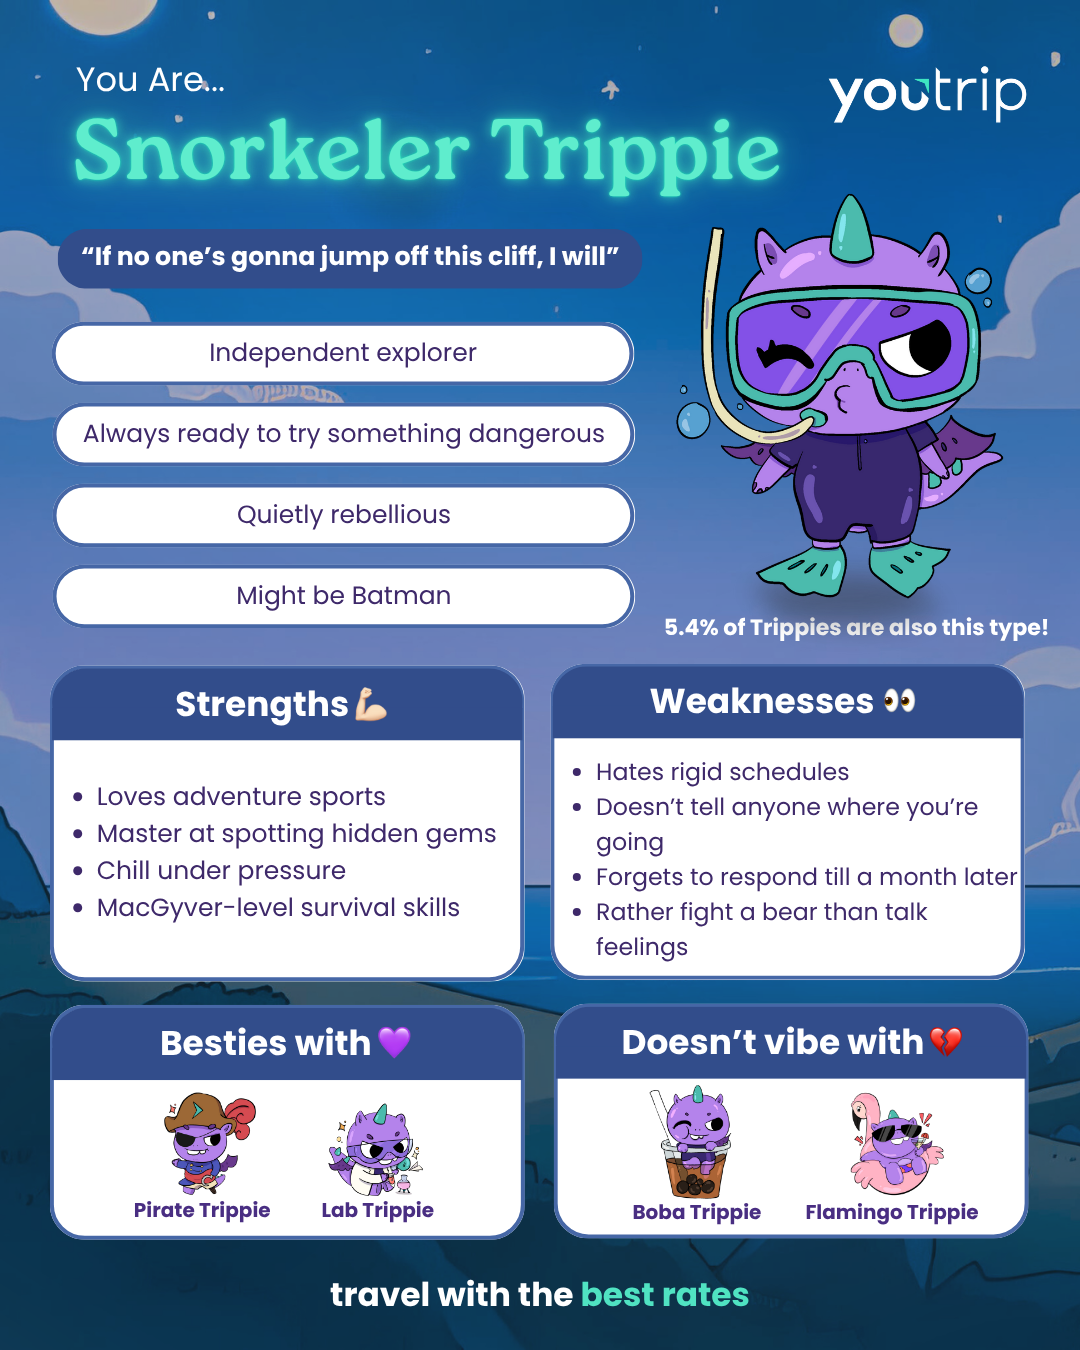 You Are...
youtrip
Snorkeler Trippie
“If no one’s gonna jump off this cliff, I will”
Independent explorer
Always ready to try something dangerous
Quietly rebellious
Might be Batman
5.4% of Trippies are also this type!
Strengths💪🏻
• Loves adventure sports
• Master at spotting hidden gems
• Chill under pressure
• MacGyver-level survival skills
Weaknesses 👀
• Hates rigid schedules
• Doesn’t tell anyone where you’re
going
• Forgets to respond till a month later
• Rather fight a bear than talk
feelings
Besties with💜
Pirate Trippie
Lab Trippie
Doesn’t vibe with💔
Boba Trippie
Flamingo Trippie
travel with the best rates